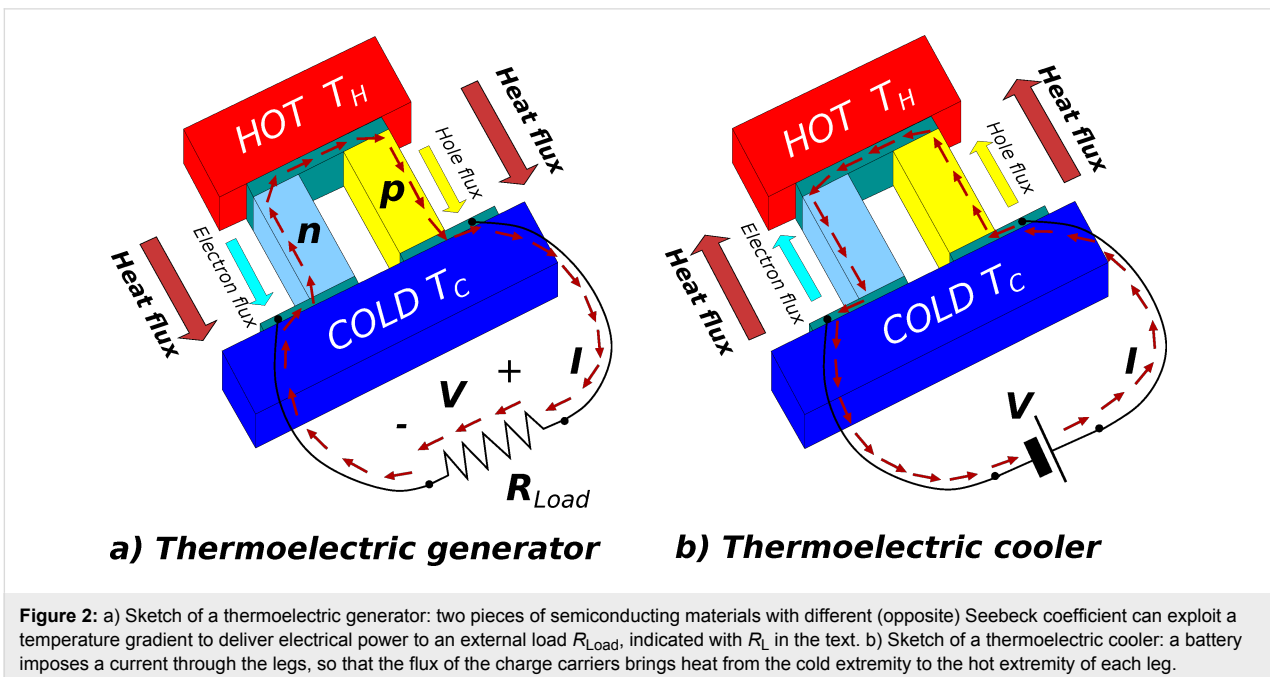 HOT T_H
Heat flux
Hole flux
p
n
Electron flux
Heat flux
COLD T_C
I
+
V
-
R_Load
a) Thermoelectric generator
HOT T_H
Heat flux
Hole flux
Electron flux
Heat flux
COLD T_C
I
V
b) Thermoelectric cooler
Figure 2: a) Sketch of a thermoelectric generator: two pieces of semiconducting materials with different (opposite) Seebeck coefficient can exploit a
temperature gradient to deliver electrical power to an external load R_Load, indicated with R_L in the text. b) Sketch of a thermoelectric cooler: a battery
imposes a current through the legs, so that the flux of the charge carriers brings heat from the cold extremity to the hot extremity of each leg.